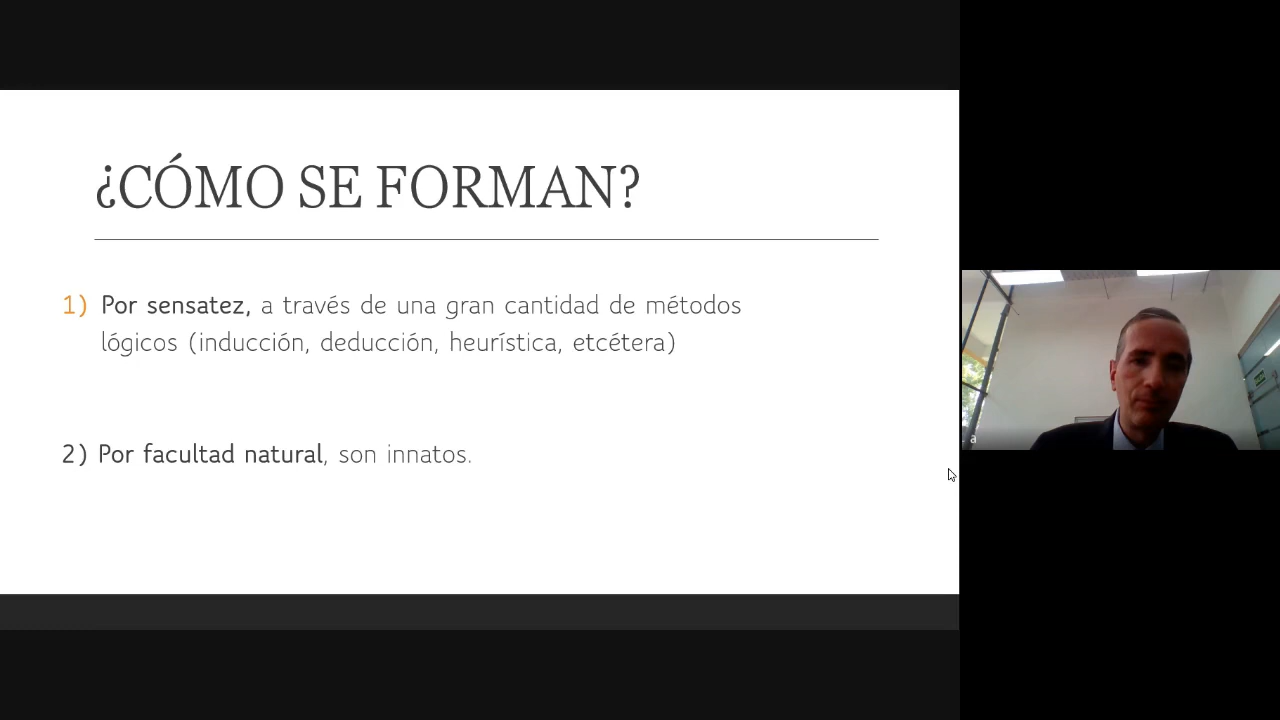 ¿CÓMO SE FORMAN?
1) Por sensatez, a través de una gran cantidad de métodos
lógicos (inducción, deducción, heurística, etcétera)
2) Por facultad natural, son innatos.
a